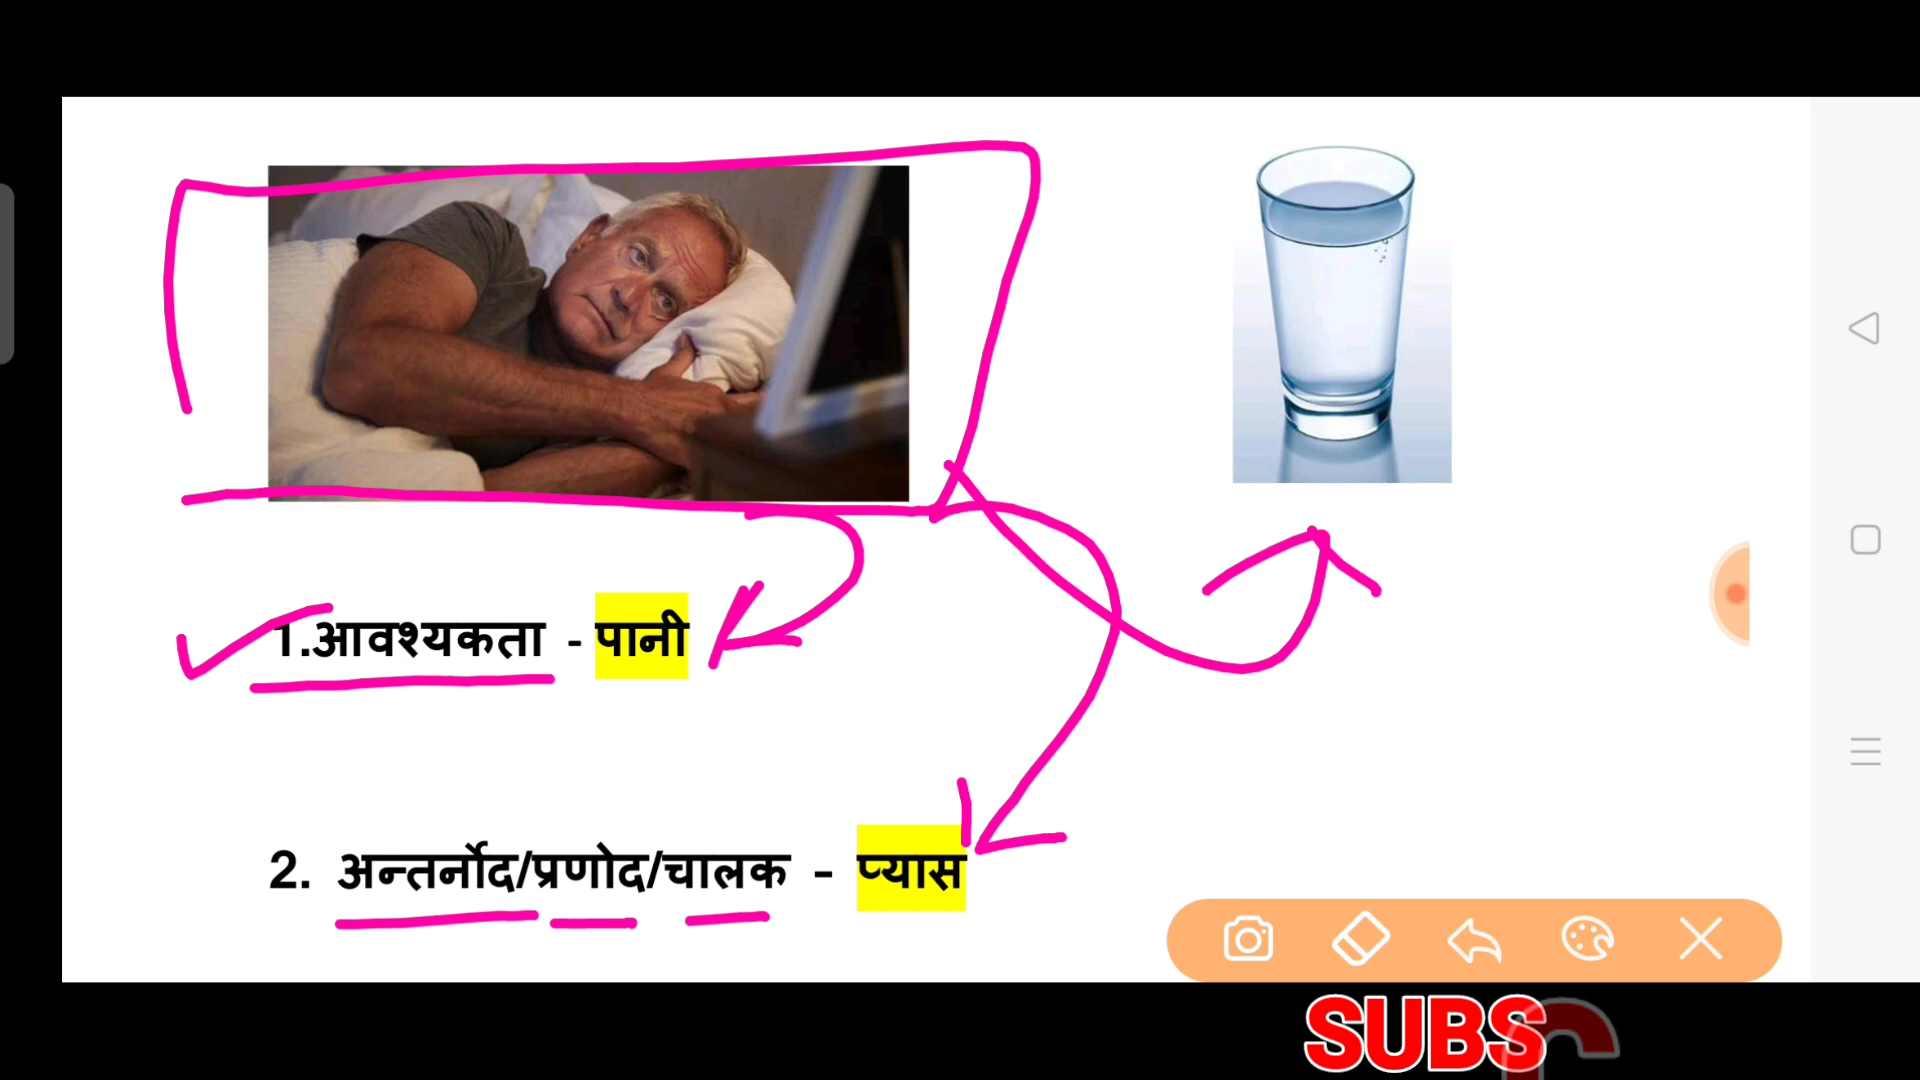 1.आवश्यकता - पानी
2. अन्तर्नोद/प्रणोद/चालक - प्यास
SUBS